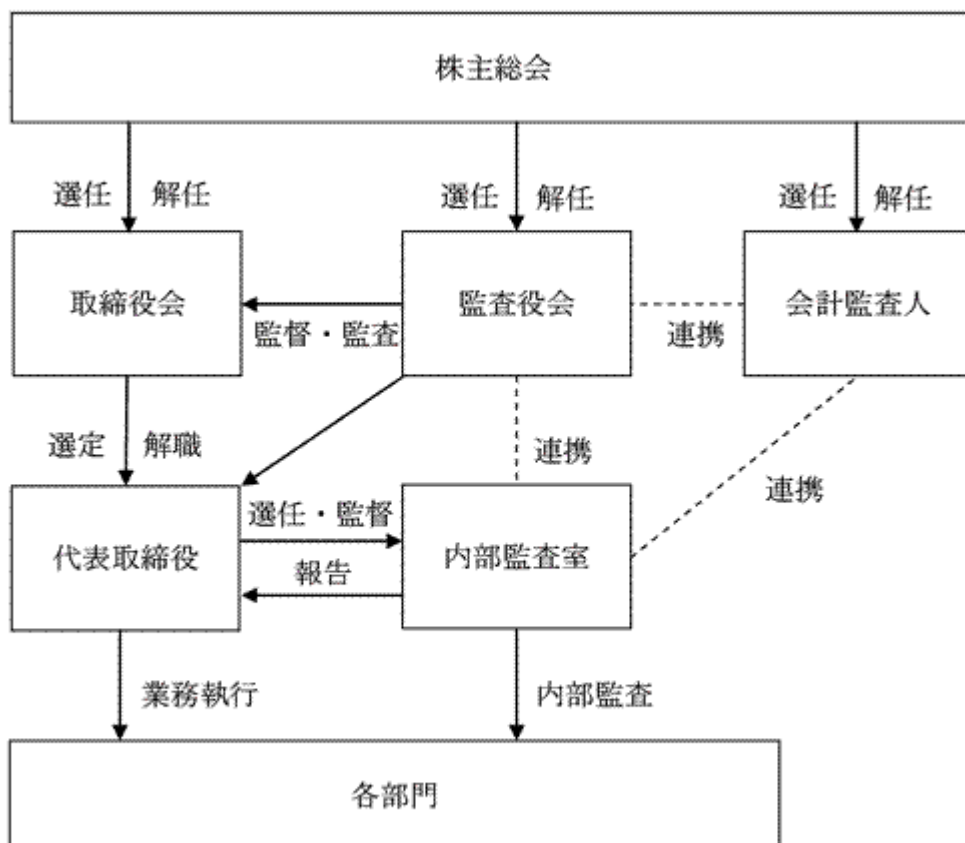 株主総会
選任 解任
選任 解任
選任 解任
取締役会
監査役会
会計監査人
監督・監査
連携
選定 解職
連携
連携
選任・監督
代表取締役
内部監査室
報告
業務執行
内部監査
各部門